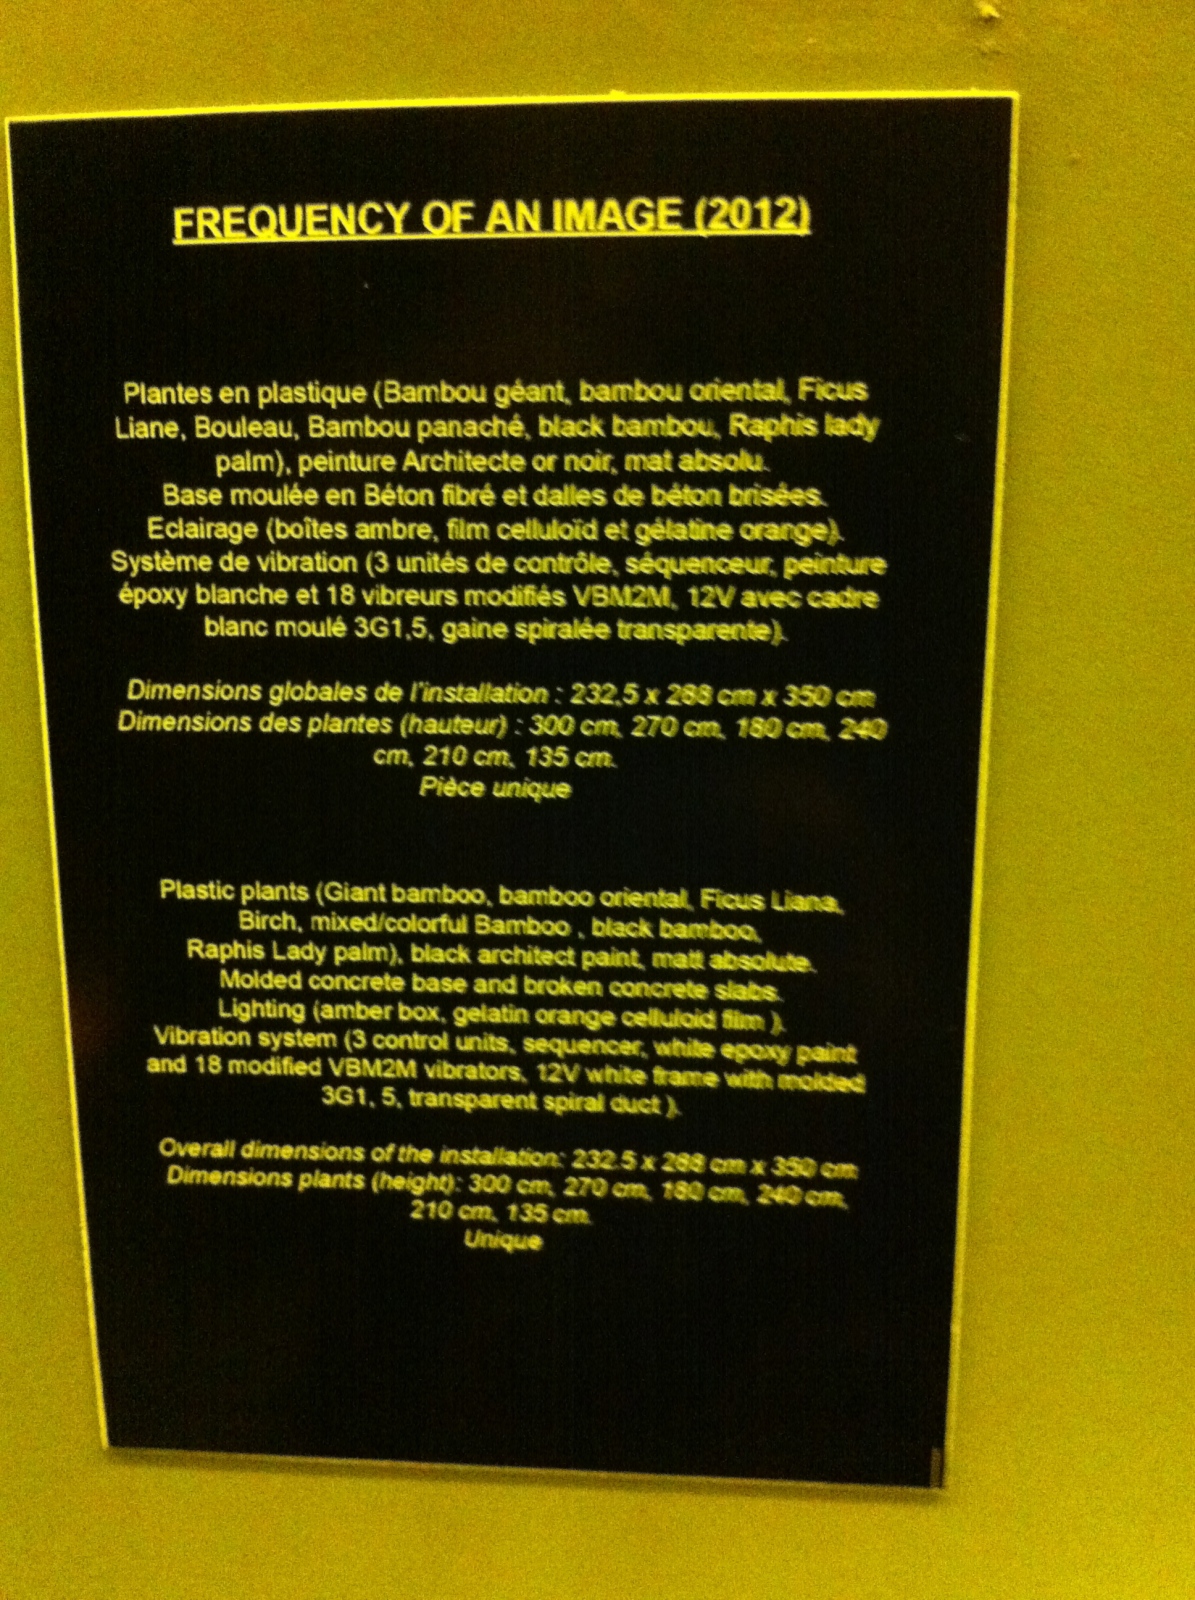 FREQUENCY OF AN IMAGE (2012)
Plantes en plastique (Bambou géant, bambou oriental, Ficus
Liane, Bouleau, Bambou panaché, black bambou, Raphis lady
palm), peinture Architecte or noir, mat absolu.
Base moulée en Béton fibré et dalles de béton brisées.
Eclairage (boîtes ambre, film celluloïd et gélatine orange).
Système de vibration (3 unités de contrôle, séquenceur, peinture
époxy blanche et 18 vibreurs modifiés VBM2M, 12V avec cadre
blanc moulé 3G1,5, gaine spiralée transparente).
Dimensions globales de l'installation : 232,5 x 288 cm x 350 cm
Dimensions des plantes (hauteur) : 300 cm, 270 cm, 180 cm, 240
cm, 210 cm, 135 cm.
Pièce unique
Plastic plants (Giant bamboo, bamboo oriental, Ficus Liana,
Birch, mixed/colorful Bamboo , black bamboo,
Raphis Lady palm), black architect paint, matt absolute.
Molded concrete base and broken concrete slabs.
Lighting (amber box, gelatin orange celluloid film ).
Vibration system (3 control units, sequencer, white epoxy paint
and 18 modified VBM2M vibrators, 12V white frame with molded
3G1, 5, transparent spiral duct ).
Overall dimensions of the installation: 232.5 x 288 cm x 350 cm
Dimensions plants (height): 300 cm, 270 cm, 180 cm, 240 cm,
210 cm, 135 cm.
Unique